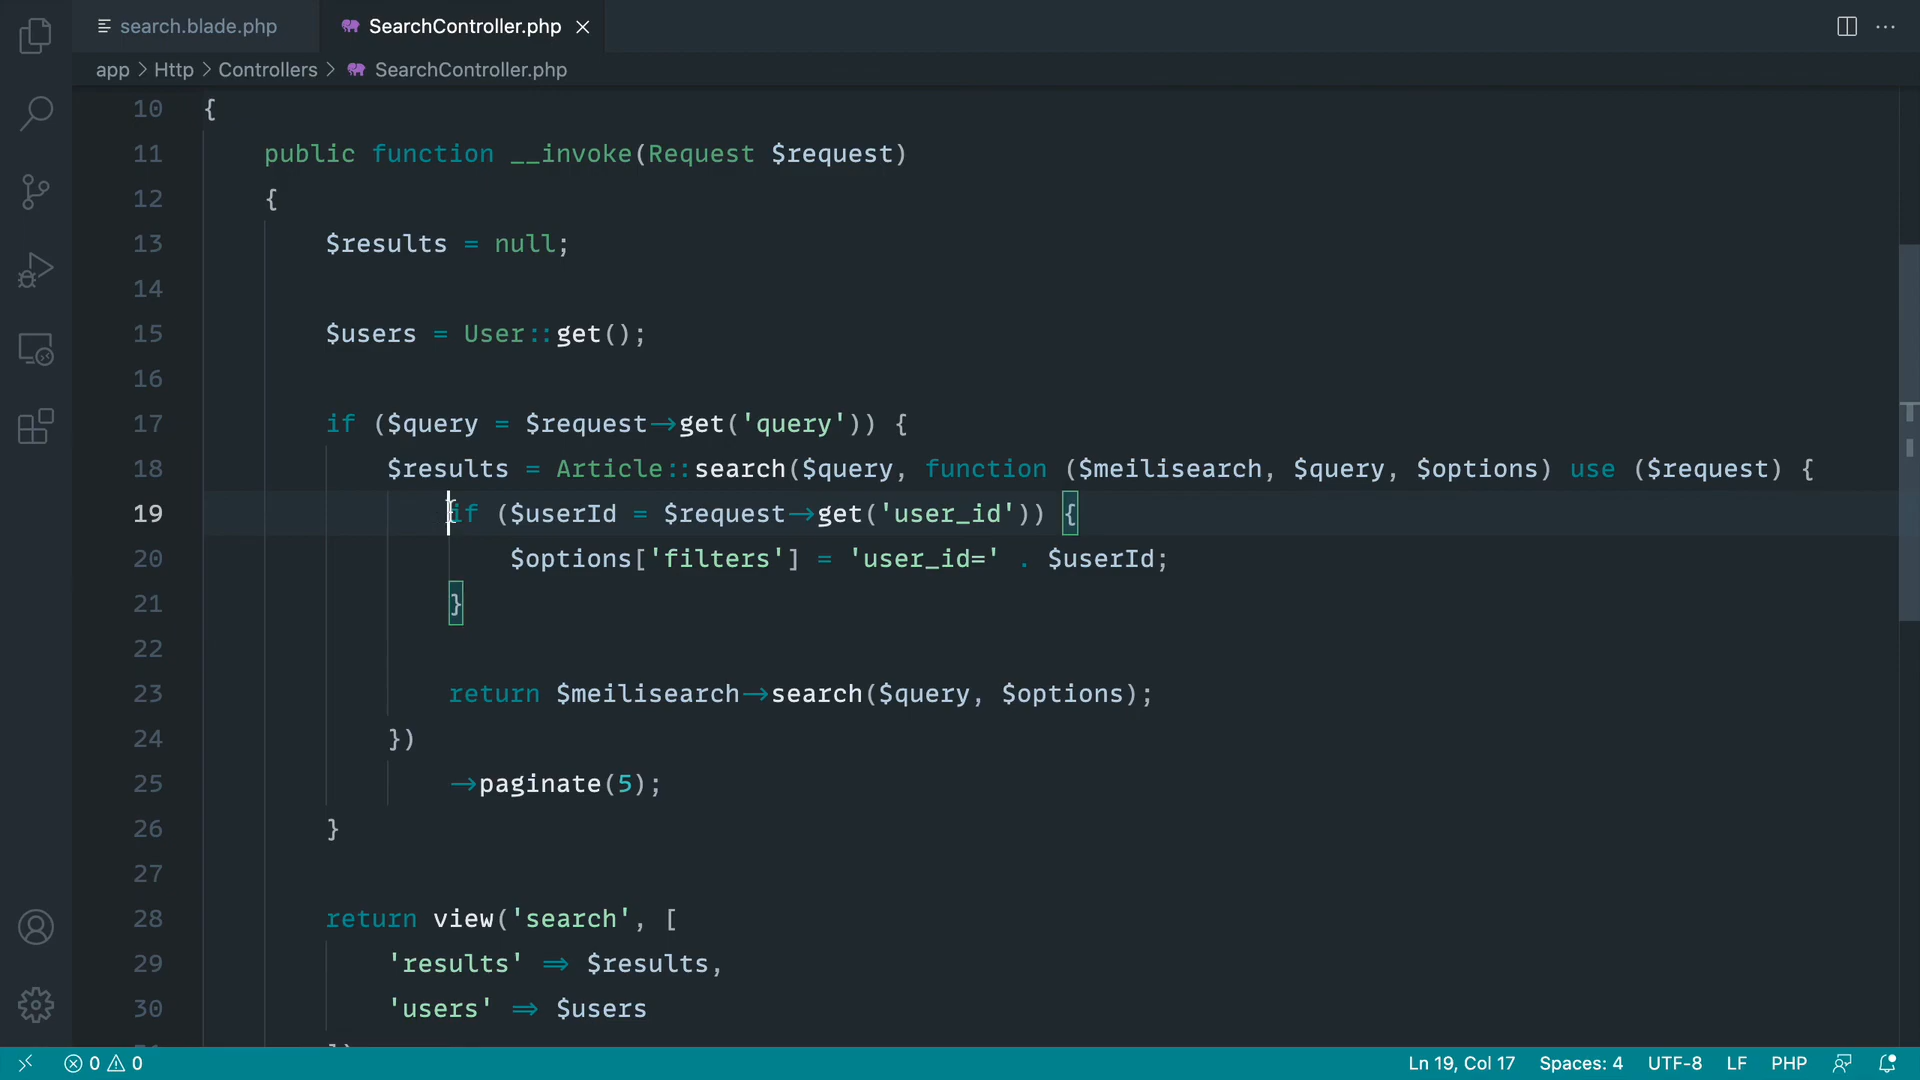 search.blade.php SearchController.php
app > Http > Controllers > SearchController.php
10 {
11     public function __invoke(Request $request)
12     {
13         $results = null;
14
15         $users = User::get();
16
17         if ($query = $request->get('query')) {
18             $results = Article::search($query, function ($meilisearch, $query, $options) use ($request) {
19                 if ($userId = $request->get('user_id')) {
20                     $options['filters'] = 'user_id=' . $userId;
21                 }
22
23                 return $meilisearch->search($query, $options);
24             })
25                 ->paginate(5);
26         }
27
28         return view('search', [
29             'results' => $results,
30             'users' => $users
0 0 Ln 19, Col 17 Spaces: 4 UTF-8 LF PHP